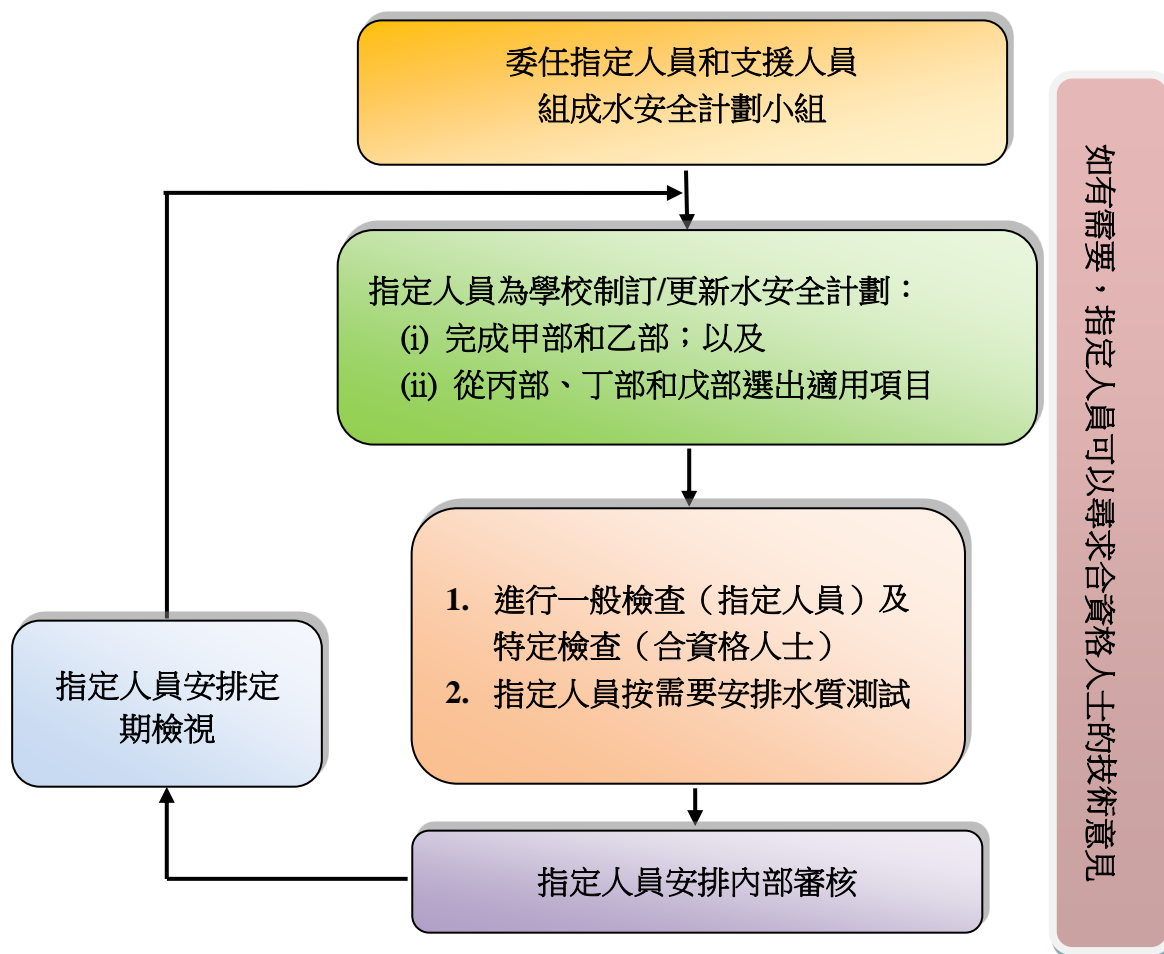 委任指定人員和支援人員
組成水安全計劃小組
指定人員為學校制訂/更新水安全計劃：
(i) 完成甲部和乙部；以及
(ii) 從丙部、丁部和戊部選出適用項目
1. 進行一般檢查（指定人員）及
特定檢查（合資格人士）
2. 指定人員按需要安排水質測試
指定人員安排內部審核
指定人員安排定
期檢視
如有需要，指定人員可以尋求合資格人士的技術意見